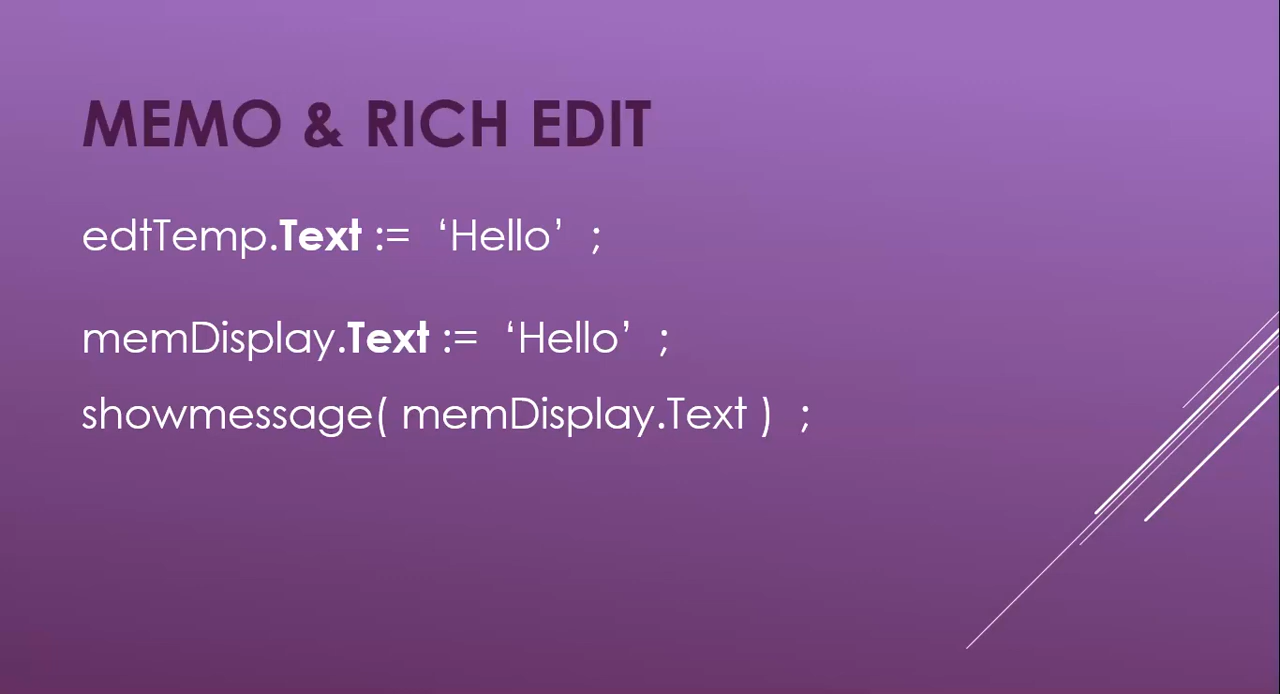 MEMO & RICH EDIT
edtTemp.Text := ‘Hello’ ;
memDisplay.Text := ‘Hello’ ;
showmessage( memDisplay.Text ) ;